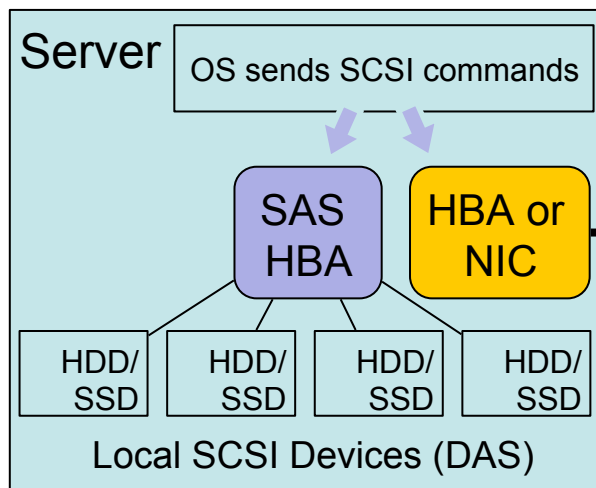 Server
OS sends SCSI commands
SAS
HBA
HBA or
NIC
HDD/
SSD
HDD/
SSD
HDD/
SSD
HDD/
SSD
Local SCSI Devices (DAS)